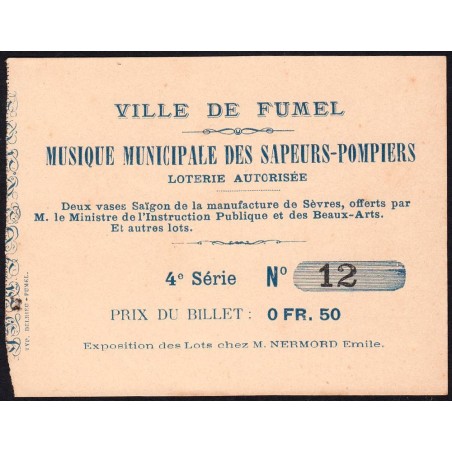 VILLE DE FUMEL
MUSIQUE MUNICIPALE DES SAPEURS-POMPIERS
LOTERIE AUTORISÉE
Deux vases Saïgon de la manufacture de Sèvres, offerts par
M. le Ministre de l'Instruction Publique et des Beaux-Arts.
Et autres lots.
4e Série No 12
PRIX DU BILLET : 0 FR. 50
Exposition des Lots chez M. NERMORD Emile.